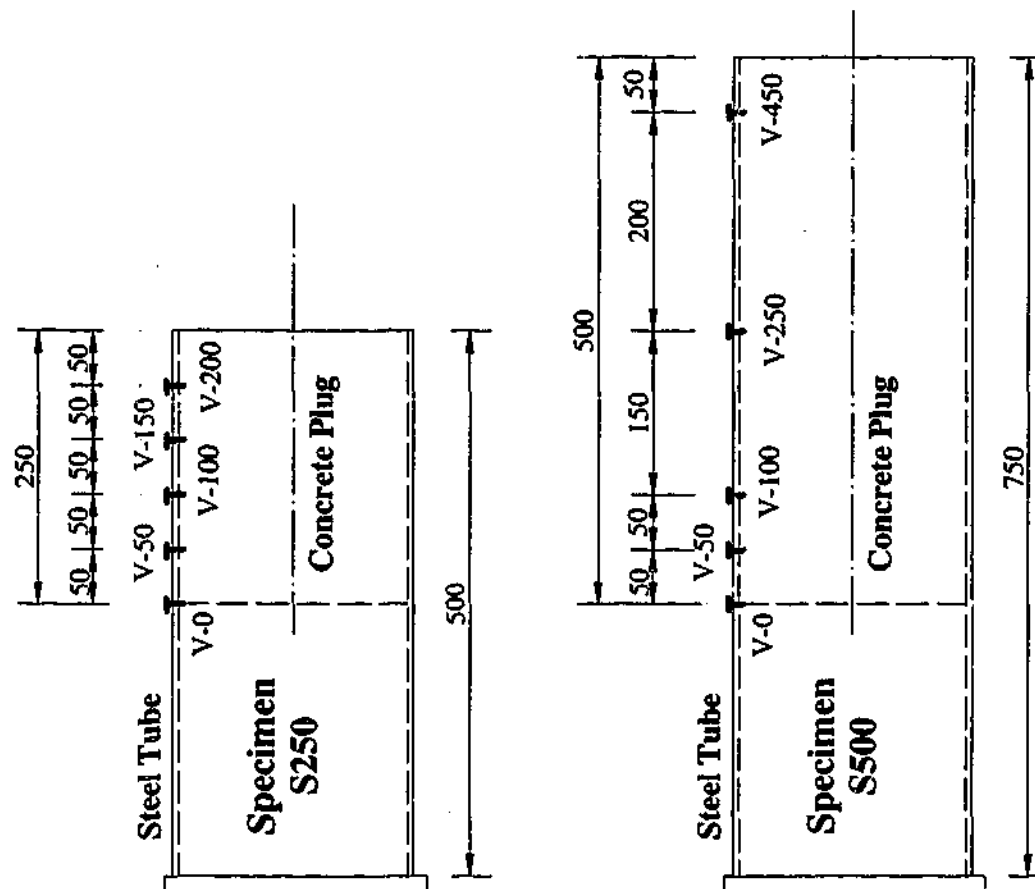 250
50
50
50
50
50
V-200
V-150
V-100
V-50
V-0
Concrete Plug
500
Steel Tube
Specimen
S250
500
50
200
150
50
50
V-450
V-250
V-100
V-50
V-0
Concrete Plug
750
Steel Tube
Specimen
S500